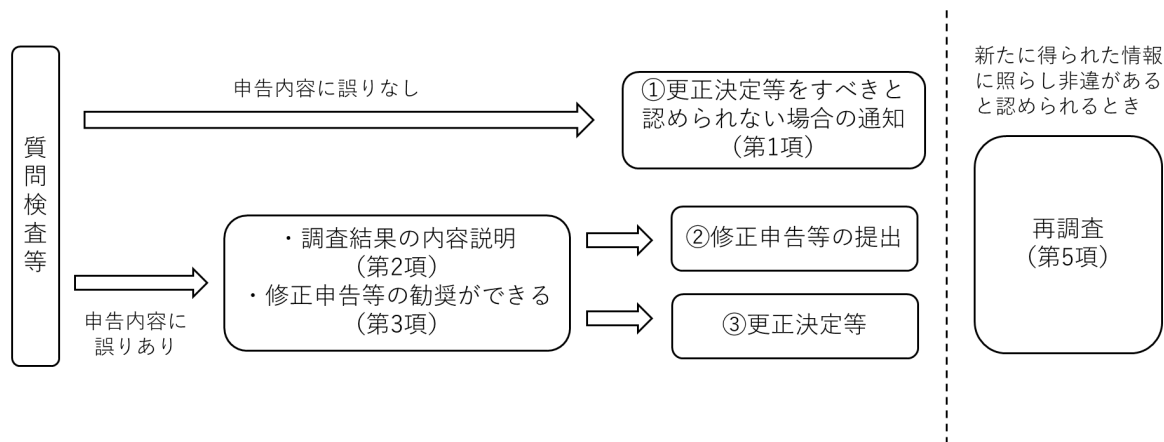 質問検査等
申告内容に誤りなし
①更正決定等をすべきと
認められない場合の通知
（第1項）
申告内容に
誤りあり
・調査結果の内容説明
（第2項）
・修正申告等の勧奨ができる
（第3項）
②修正申告等の提出
③更正決定等
新たに得られた情報
に照らし非違がある
と認められるとき
再調査
（第5項）